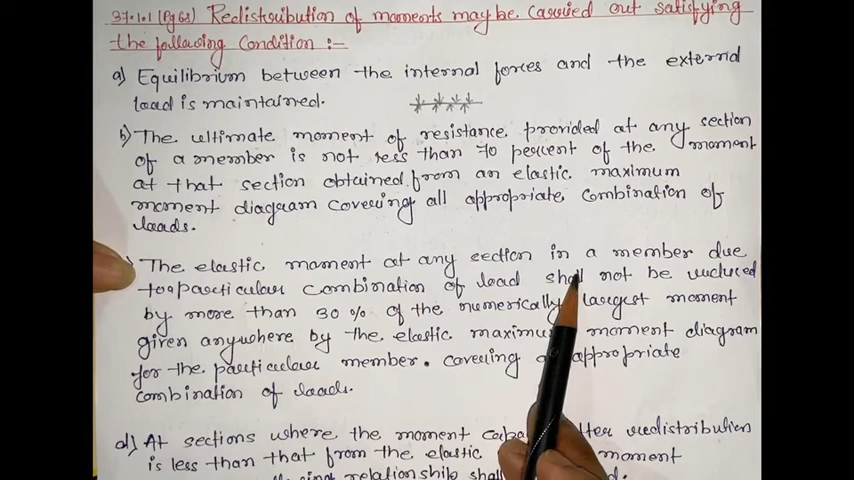 37.1.1 (Pg 68) Redistribution of moments may be. Carried out satisfying
the following Condition :-
a) Equilibrium between the internal forces and the external
load is maintained.
b) The ultimate moment of resistance provided at any section
of a member is not less than 70 percent of the moment
at that section obtained from an elastic maximum
moment diagram covering all appropriate combination of
loads.
The elastic moment at any section in a member due
to particular combination of load shall not be reduced
by more than 30% of the numerically largest moment
given anywhere by the elastic maximum moment diagram
for the particular member. covering appropriate
combination of loads.
d) At sections where the moment redistribution
is less than that from the elastic moment
relationship shall